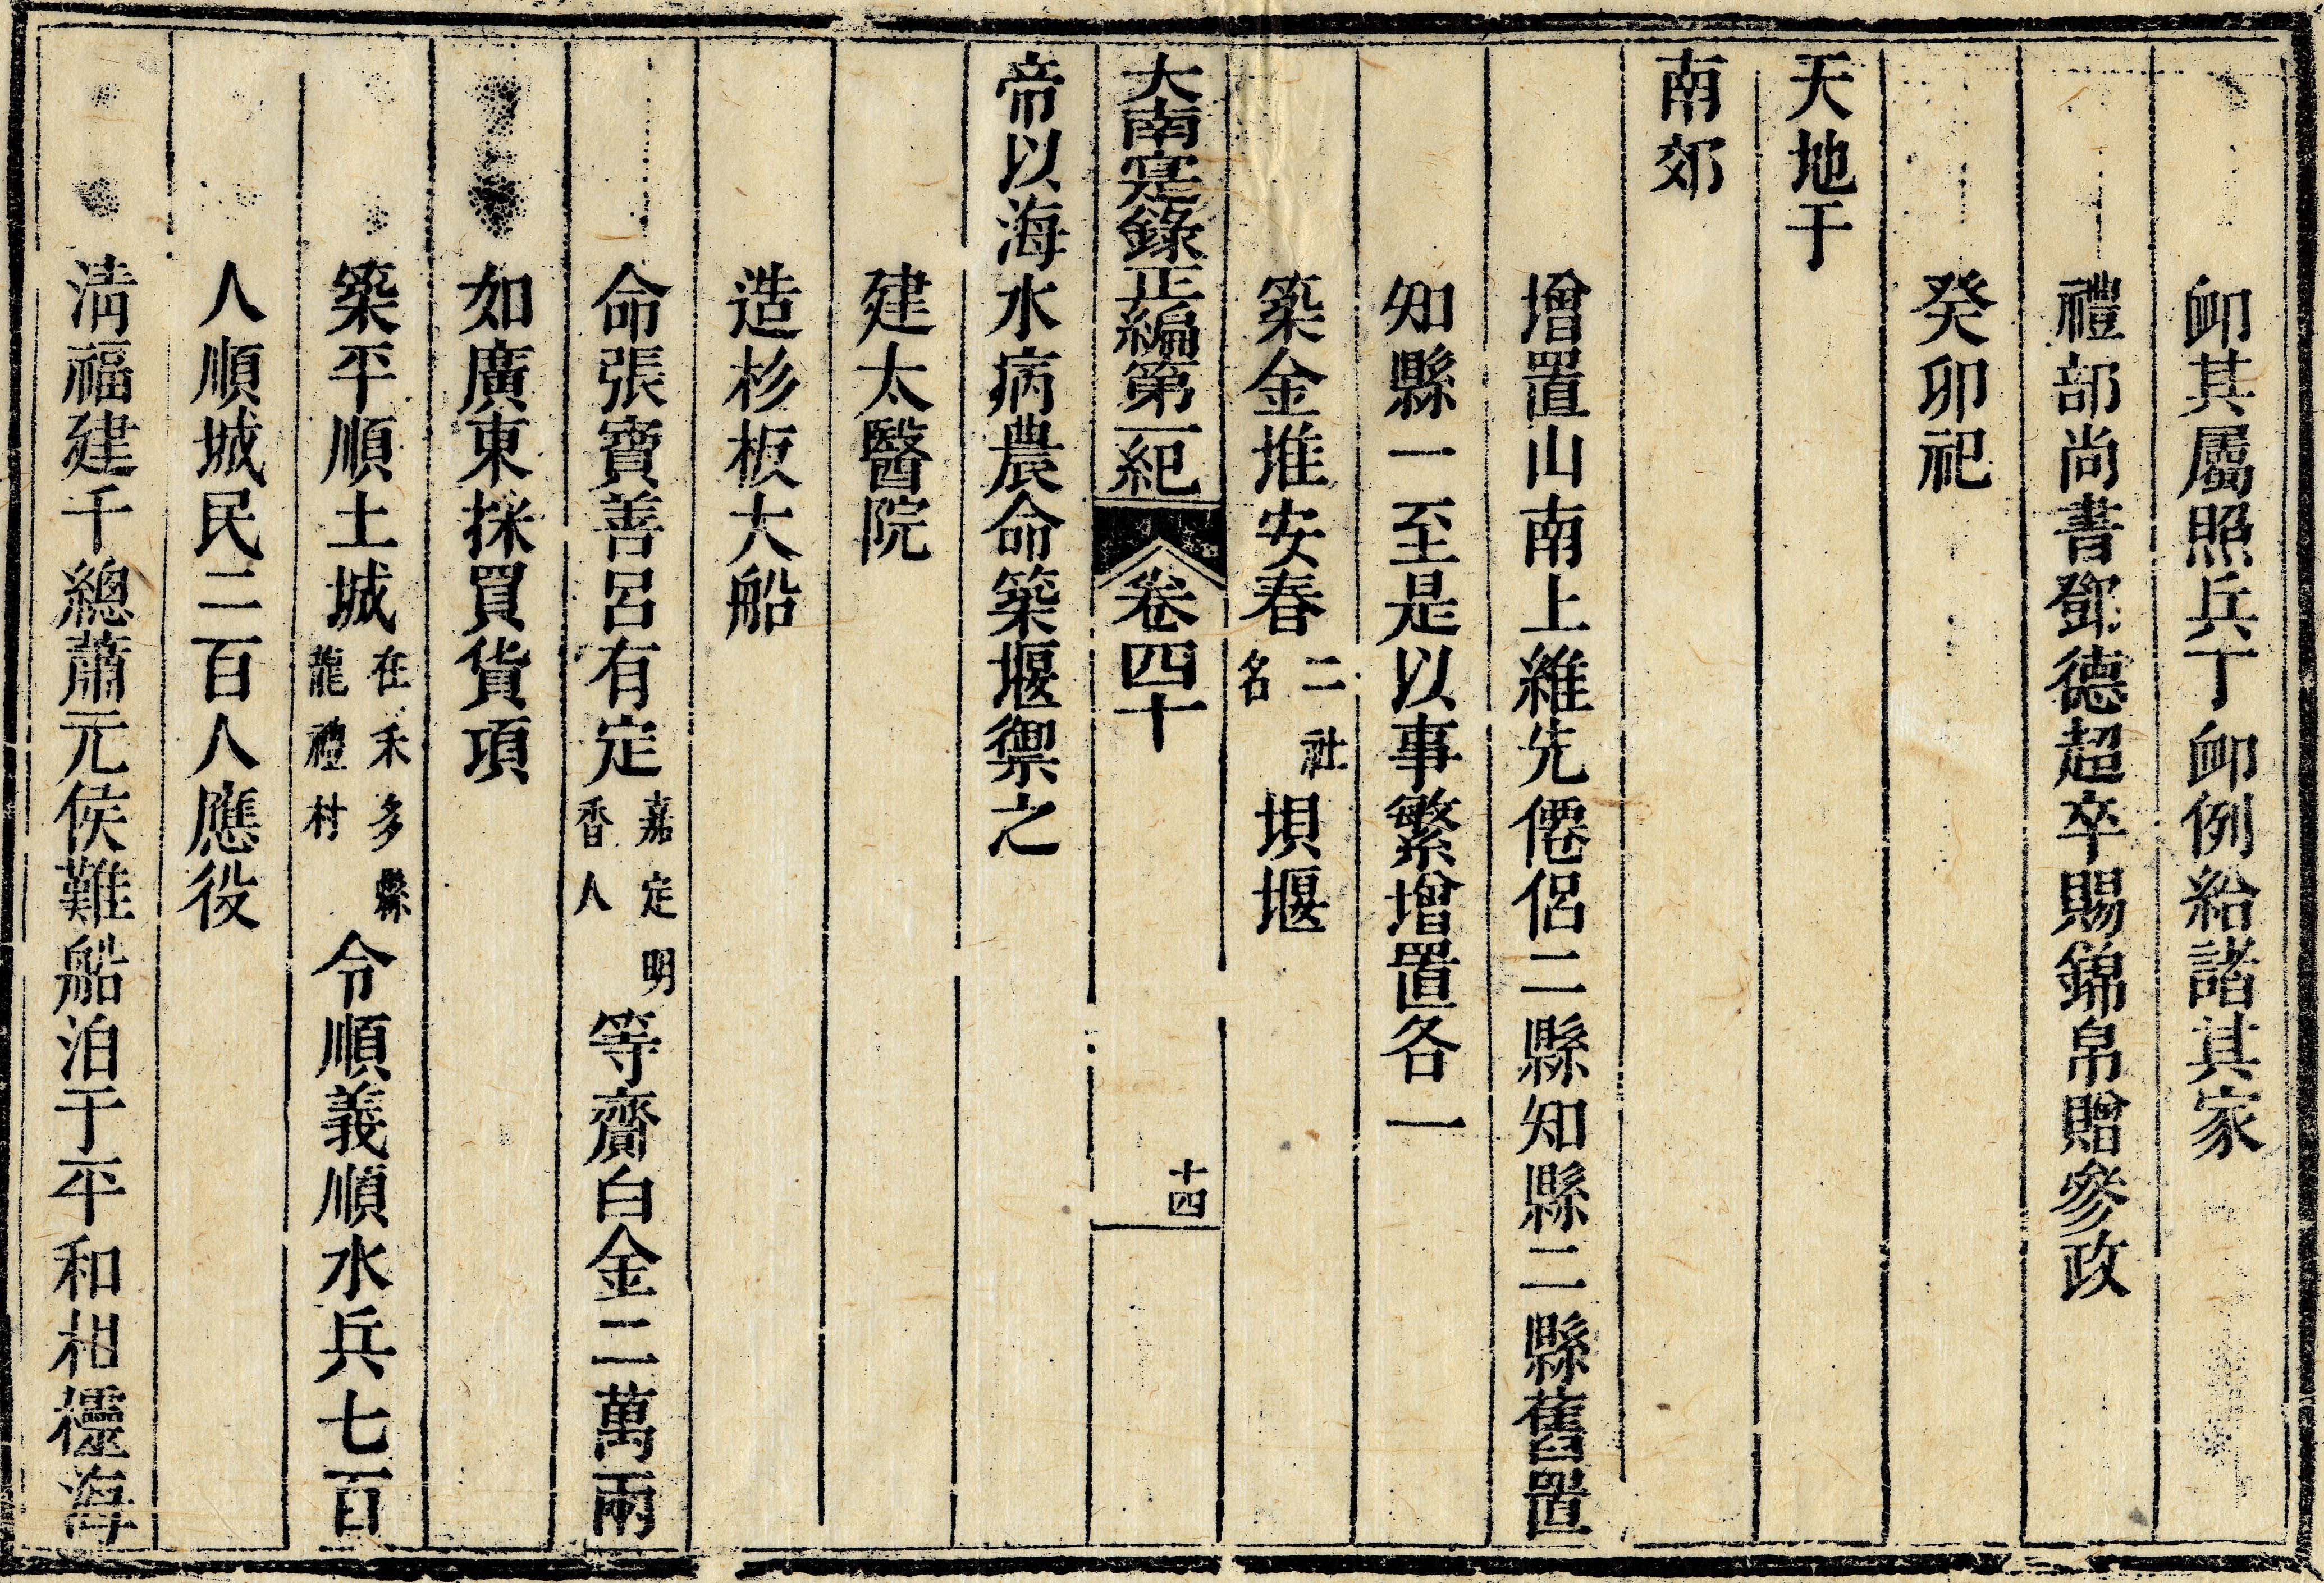 卹其屬照兵丁卹例給諸其家
禮部尚書鄧德超卒賜錦帛贈參政
癸卯祀
天地于
南郊
增置山南上維先僊侶二縣知縣二縣舊置
知縣一至是以事繁增置各一
築金堆安春二社名垻堰
大南寔錄正編第一紀 卷四十 十四
帝以海水病農命築堰禦之
建太醫院
造杉板大船
命張寶善呂有定嘉定明香人等齎白金二萬兩
如廣東採買貨項
築平順土城在禾多縣龍禮村令順義順水兵七百
人順城民二百人應役
淸福建千總蕭元侯難船泊于平和柑櫺海